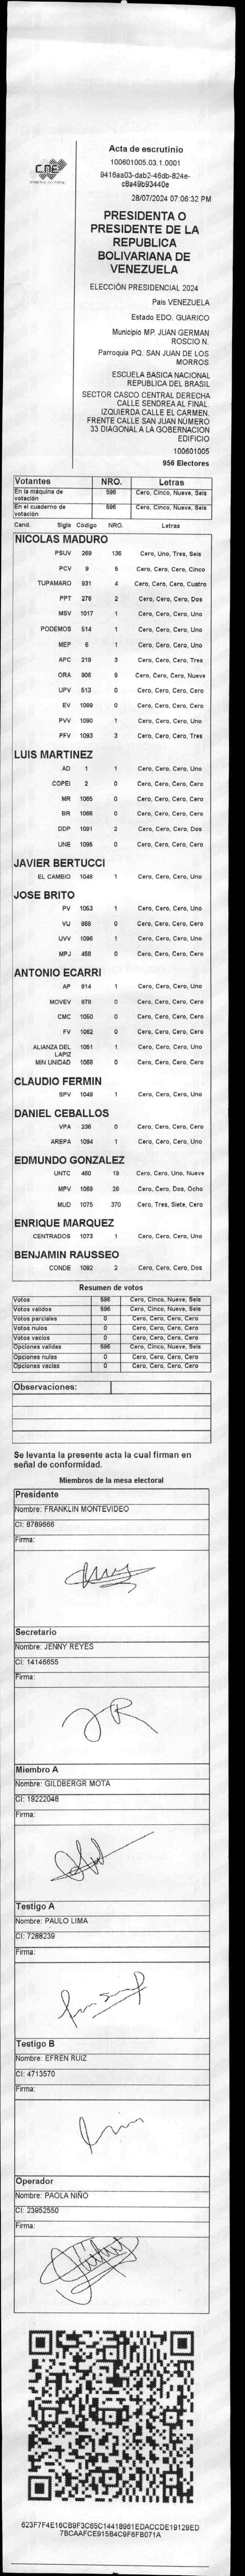 CNE
Acta de escrutinio
100601005.03.1.0001
9416aa03-dab2-46db-824e-
c8a49b93440e
28/07/2024 07:06:32 PM
PRESIDENTA O
PRESIDENTE DE LA
REPUBLICA
BOLIVARIANA DE
VENEZUELA
ELECCIÓN PRESIDENCIAL 2024
País VENEZUELA
Estado EDO. GUARICO
Municipio MP. JUAN GERMAN
ROSCIO N.
Parroquia PQ. SAN JUAN DE LOS
MORROS
ESCUELA BASICA NACIONAL
REPUBLICA DEL BRASIL
SECTOR CASCO CENTRAL DERECHA
CALLE SENDREA AL FINAL.
IZQUIERDA CALLE EL CARMEN.
FRENTE CALLE SAN JUAN NÚMERO
33 DIAGONAL A LA GOBERNACION
EDIFICIO
100601005
956 Electores
Votantes NRO. Letras
En la máquina de votación 596 Cero, Cinco, Nueve, Seis
En el cuaderno de votación 596 Cero, Cinco, Nueve, Seis
Cand. Sigla Código NRO. Letras
NICOLAS MADURO
PSUV 269 136 Cero, Uno, Tres, Seis
PCV 9 5 Cero, Cero, Cero, Cinco
TUPAMARO 931 4 Cero, Cero, Cero, Cuatro
PPT 276 2 Cero, Cero, Cero, Dos
MSV 1017 1 Cero, Cero, Cero, Uno
PODEMOS 514 1 Cero, Cero, Cero, Uno
MEP 6 1 Cero, Cero, Cero, Uno
APC 219 3 Cero, Cero, Cero, Tres
ORA 906 9 Cero, Cero, Cero, Nueve
UPV 513 0 Cero, Cero, Cero, Cero
EV 1089 0 Cero, Cero, Cero, Cero
PVV 1090 1 Cero, Cero, Cero, Uno
PFV 1093 3 Cero, Cero, Cero, Tres
LUIS MARTINEZ
AD 1 1 Cero, Cero, Cero, Uno
COPEI 2 0 Cero, Cero, Cero, Cero
MR 1065 0 Cero, Cero, Cero, Cero
BR 1066 0 Cero, Cero, Cero, Cero
DDP 1091 2 Cero, Cero, Cero, Dos
UNE 1095 0 Cero, Cero, Cero, Cero
JAVIER BERTUCCI
EL CAMBIO 1048 1 Cero, Cero, Cero, Uno
JOSE BRITO
PV 1053 1 Cero, Cero, Cero, Uno
VU 868 0 Cero, Cero, Cero, Cero
UVV 1096 1 Cero, Cero, Cero, Uno
MPJ 458 0 Cero, Cero, Cero, Cero
ANTONIO ECARRI
AP 814 1 Cero, Cero, Cero, Uno
MOVEV 878 0 Cero, Cero, Cero, Cero
CMC 1050 0 Cero, Cero, Cero, Cero
FV 1062 0 Cero, Cero, Cero, Cero
ALIANZA DEL LAPIZ 1051 1 Cero, Cero, Cero, Uno
MIN UNIDAD 1058 0 Cero, Cero, Cero, Cero
CLAUDIO FERMIN
SPV 1049 1 Cero, Cero, Cero, Uno
DANIEL CEBALLOS
VPA 236 0 Cero, Cero, Cero, Cero
AREPA 1094 1 Cero, Cero, Cero, Uno
EDMUNDO GONZALEZ
UNTC 460 19 Cero, Cero, Uno, Nueve
MPV 1069 28 Cero, Cero, Dos, Ocho
MUD 1075 370 Cero, Tres, Siete, Cero
ENRIQUE MARQUEZ
CENTRADOS 1073 1 Cero, Cero, Cero, Uno
BENJAMIN RAUSSEO
CONDE 1092 2 Cero, Cero, Cero, Dos
Resumen de votos
Votos 596 Cero, Cinco, Nueve, Seis
Votos validos 596 Cero, Cinco, Nueve, Seis
Votos parciales 0 Cero, Cero, Cero, Cero
Votos nulos 0 Cero, Cero, Cero, Cero
Votos vacios 0 Cero, Cero, Cero, Cero
Opciones validas 596 Cero, Cinco, Nueve, Seis
Opciones nulas 0 Cero, Cero, Cero, Cero
Opciones vacias 0 Cero, Cero, Cero, Cero
Observaciones:
Se levanta la presente acta la cual firman en
señal de conformidad.
Miembros de la mesa electoral
Presidente
Nombre: FRANKLIN MONTEVIDEO
CI: 8789666
Firma:
Secretario
Nombre: JENNY REYES
CI: 14146655
Firma:
JR
Miembro A
Nombre: GILDBERGR MOTA
CI: 19222048
Firma:
Testigo A
Nombre: PAULO LIMA
CI: 7288239
Firma:
Testigo B
Nombre: EFREN RUIZ
CI: 4713570
Firma:
Operador
Nombre: PAOLA NIÑO
CI: 23952550
Firma:
623F7F4E16CB9F3C65C14418981EDACCDE19129ED
7BCAAFCE915B4C9F6FB071A